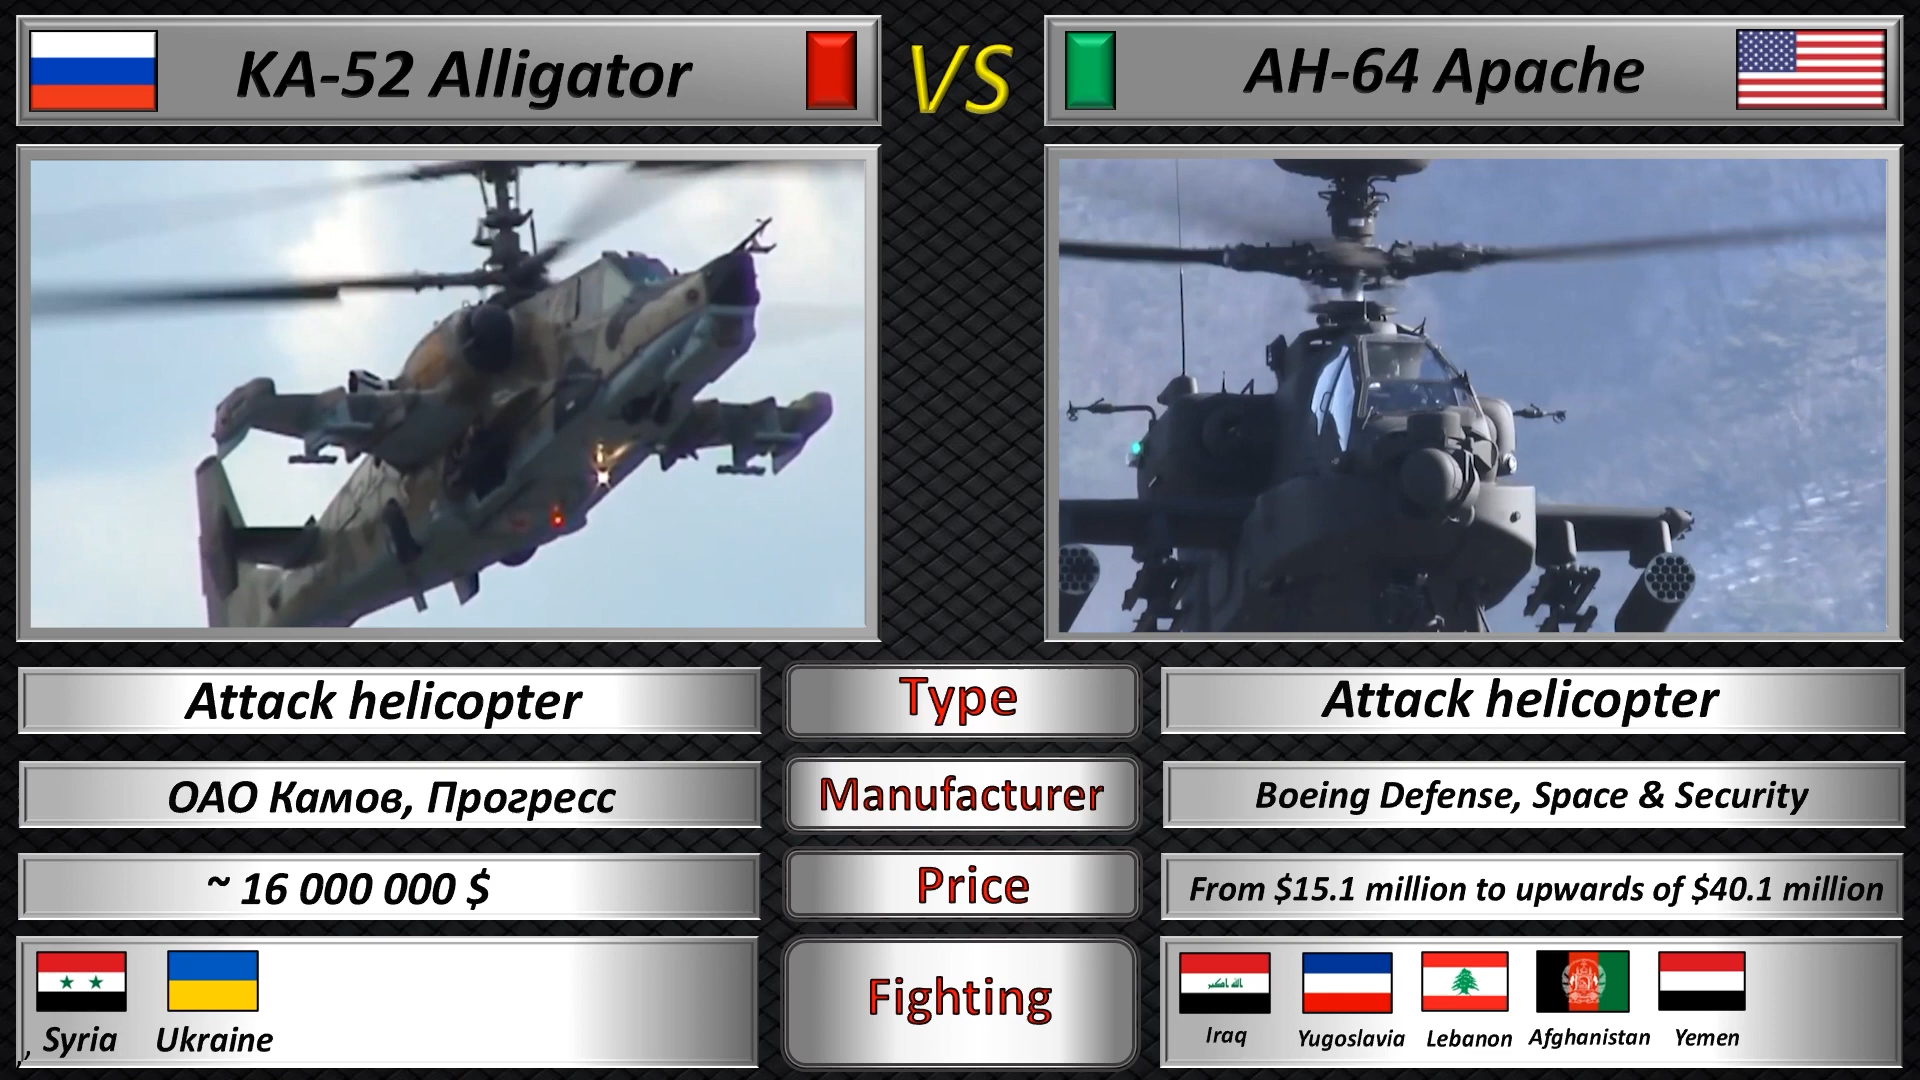 KA-52 Alligator
VS
AH-64 Apache
Attack helicopter
Type
Attack helicopter
ОАО Камов, Прогресс
Manufacturer
Boeing Defense, Space & Security
~ 16 000 000 $
Price
From $15.1 million to upwards of $40.1 million
Syria
Ukraine
Fighting
Iraq
Yugoslavia
Lebanon
Afghanistan
Yemen